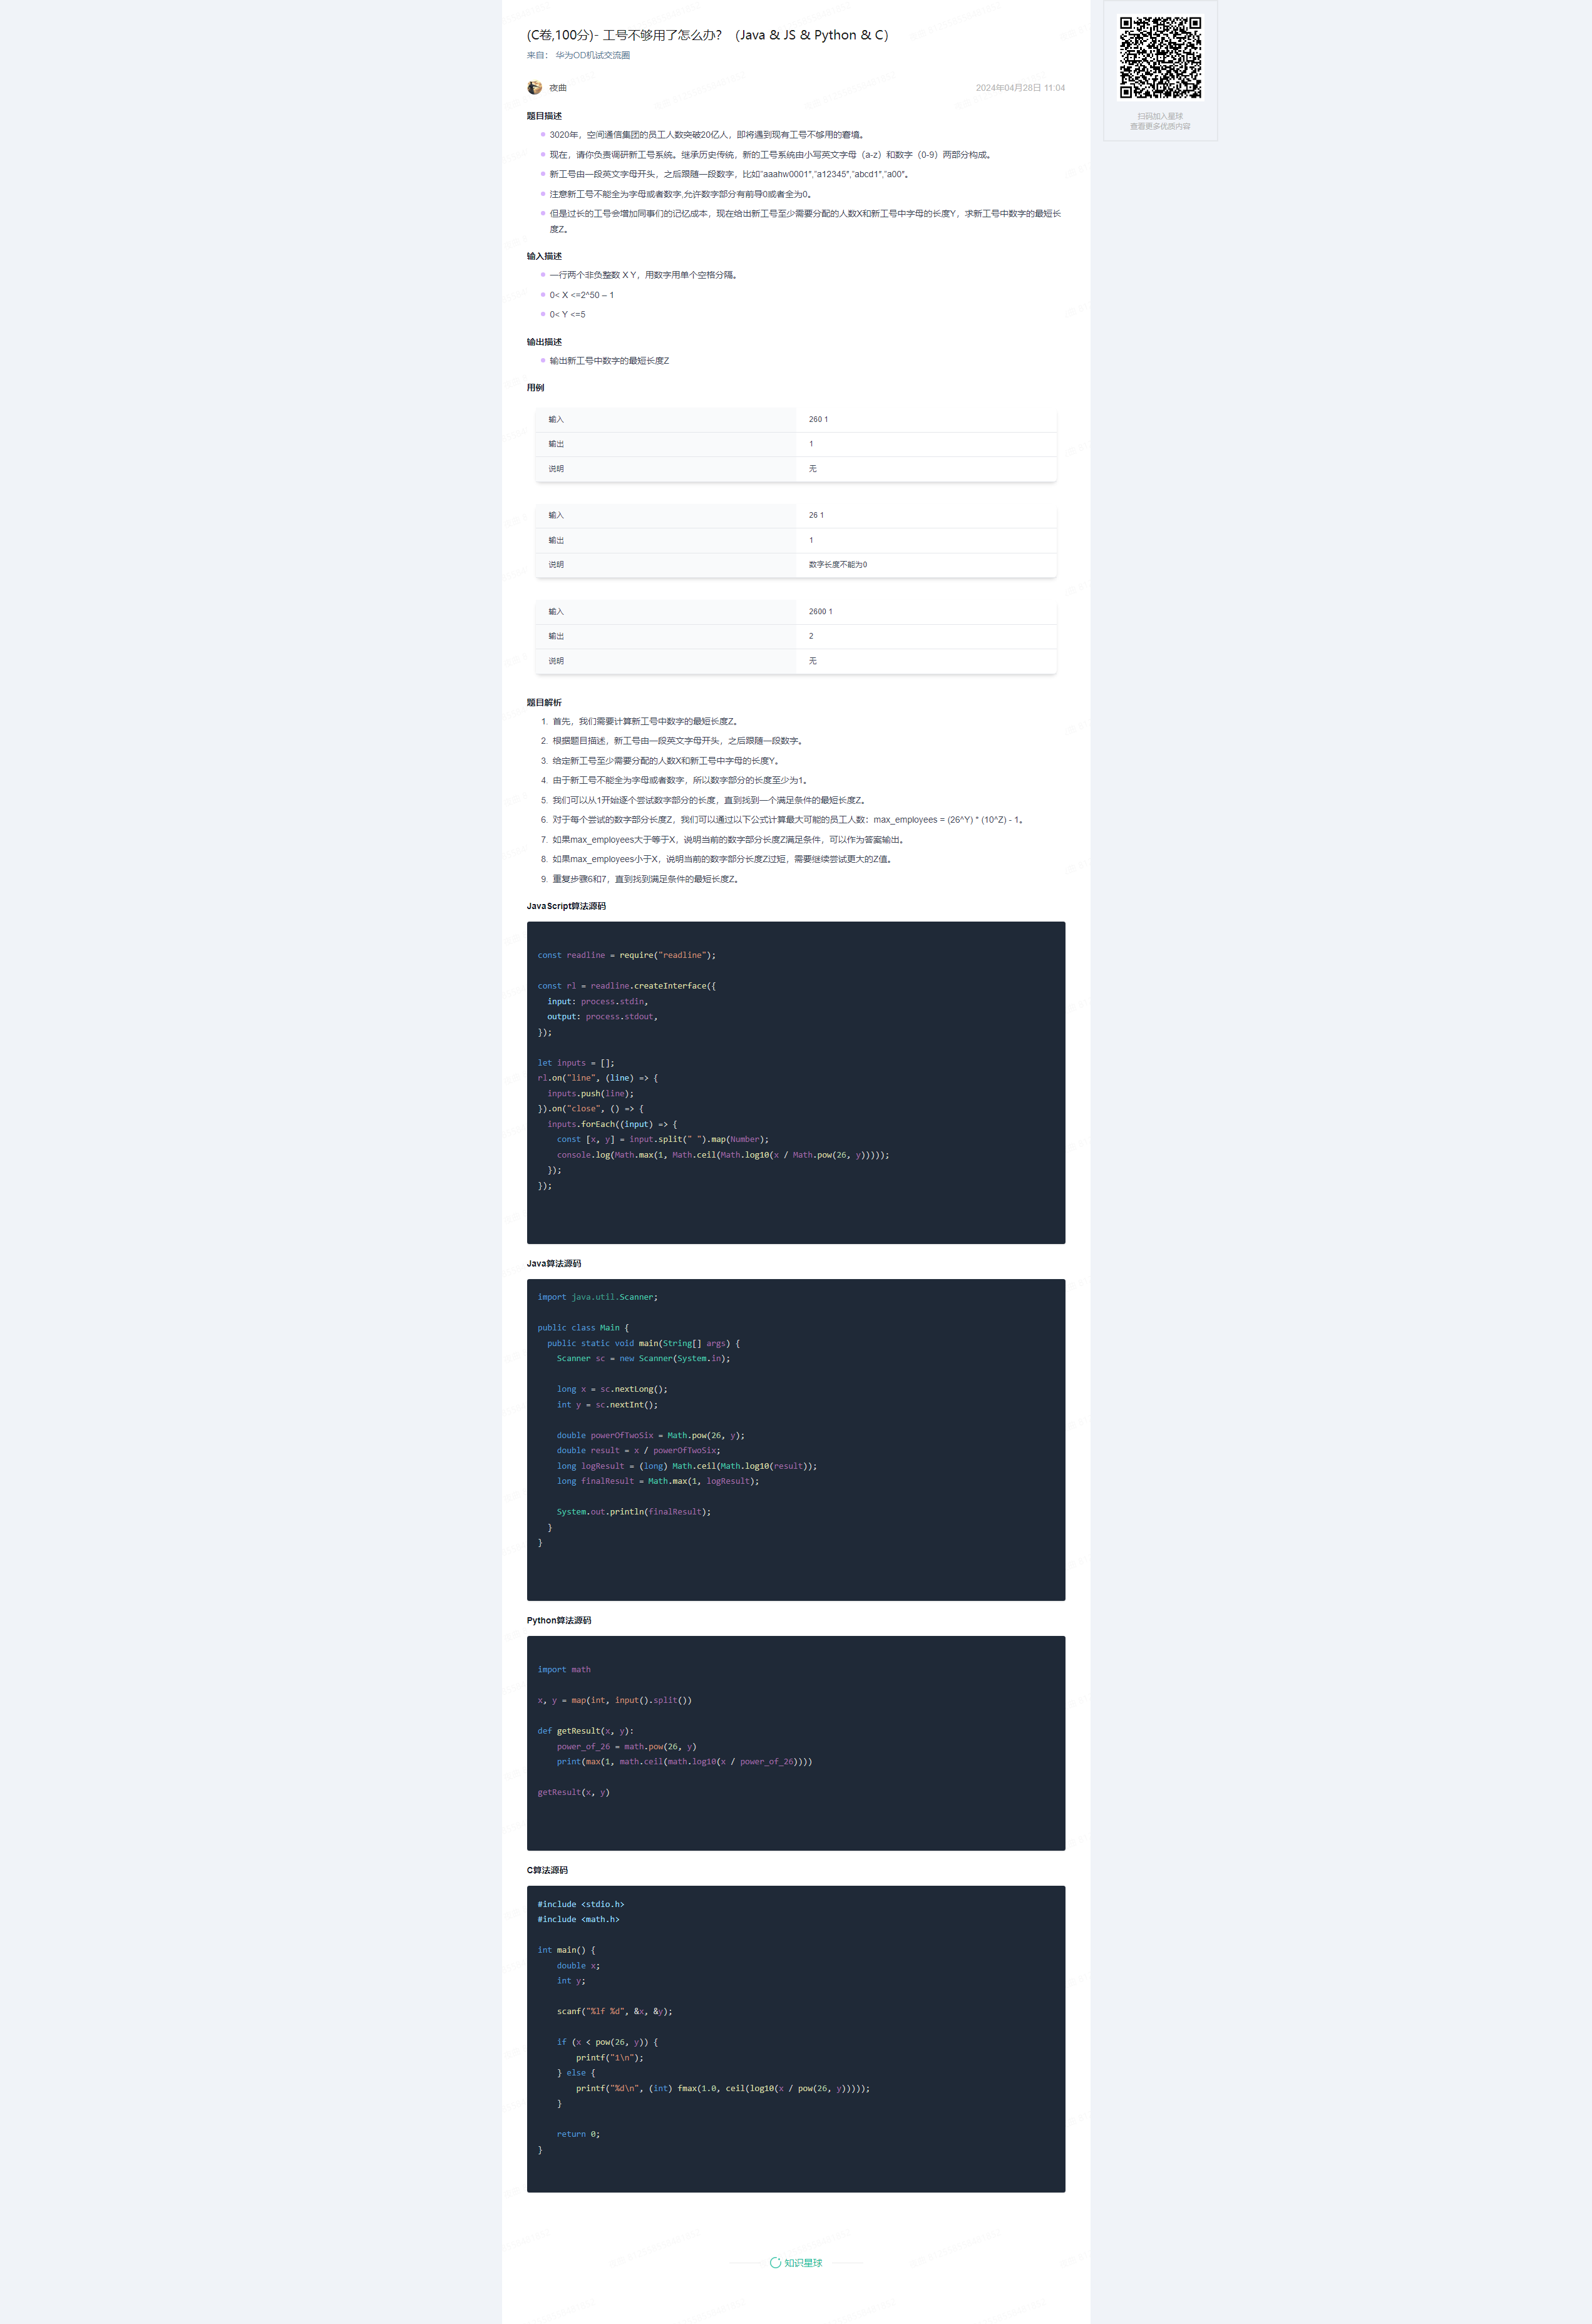 (C卷,100分)- 工号不够用了怎么办? (Java & JS & Python & C)
来自: 华为OD机试交流圈
夜曲
2024年04月28日 11:04
扫码加入星球
查看更多优质内容
题目描述
3020年,空间通信集团的员工人数突破20亿人,即将遇到现有工号不够用的窘境。
现在,请你负责调研新工号系统。继承历史传统,新的工号系统由小写英文字母(a-z)和数字(0-9)两部分构成。
新工号由一段英文字母开头,之后跟随一段数字,比如"aaahw0001","a12345","abcd1","a00"。
注意新工号不能全为字母或者数字,允许数字部分有前导0或者全为0。
但是过长的工号会增加同事们的记忆成本,现在给出新工号至少需要分配的人数X和新工号中字母的长度Y,求新工号中数字的最短长
度Z。
输入描述
一行两个非负整数 X Y,用数字用单个空格分隔。
0< X <=2^50 – 1
0< Y <=5
输出描述
输出新工号中数字的最短长度Z
用例
输入 260 1
输出 1
说明 无
输入 26 1
输出 1
说明 数字长度不能为0
输入 2600 1
输出 2
说明 无
题目解析
1. 首先,我们需要计算新工号中数字的最短长度Z。
2. 根据题目描述,新工号由一段英文字母开头,之后跟随一段数字。
3. 给定新工号至少需要分配的人数X和新工号中字母的长度Y。
4. 由于新工号不能全为字母或者数字,所以数字部分的长度至少为1。
5. 我们可以从1开始逐个尝试数字部分的长度,直到找到一个满足条件的最短长度Z。
6. 对于每个尝试的数字部分长度Z,我们可以通过以下公式计算最大可能的员工人数:max_employees = (26^Y) * (10^Z) - 1。
7. 如果max_employees大于等于X,说明当前的数字部分长度Z满足条件,可以作为答案输出。
8. 如果max_employees小于X,说明当前的数字部分长度Z过短,需要继续尝试更大的Z值。
9. 重复步骤6和7,直到找到满足条件的最短长度Z。
JavaScript算法源码
const readline = require("readline");
const rl = readline.createInterface({
  input: process.stdin,
  output: process.stdout,
});
let inputs = [];
rl.on("line", (line) => {
  inputs.push(line);
}).on("close", () => {
  inputs.forEach((input) => {
    const [x, y] = input.split(" ").map(Number);
    console.log(Math.max(1, Math.ceil(Math.log10(x / Math.pow(26, y)))));
  });
});
Java算法源码
import java.util.Scanner;
public class Main {
  public static void main(String[] args) {
    Scanner sc = new Scanner(System.in);
    long x = sc.nextLong();
    int y = sc.nextInt();
    double powerOfTwoSix = Math.pow(26, y);
    double result = x / powerOfTwoSix;
    long logResult = (long) Math.ceil(Math.log10(result));
    long finalResult = Math.max(1, logResult);
    System.out.println(finalResult);
  }
}
Python算法源码
import math
x, y = map(int, input().split())
def getResult(x, y):
    power_of_26 = math.pow(26, y)
    print(max(1, math.ceil(math.log10(x / power_of_26))))
getResult(x, y)
C算法源码
#include <stdio.h>
#include <math.h>
int main() {
    double x;
    int y;
    scanf("%lf %d", &x, &y);
    if (x < pow(26, y)) {
        printf("1\n");
    } else {
        printf("%d\n", (int) fmax(1.0, ceil(log10(x / pow(26, y)))));
    }
    return 0;
}
知识星球